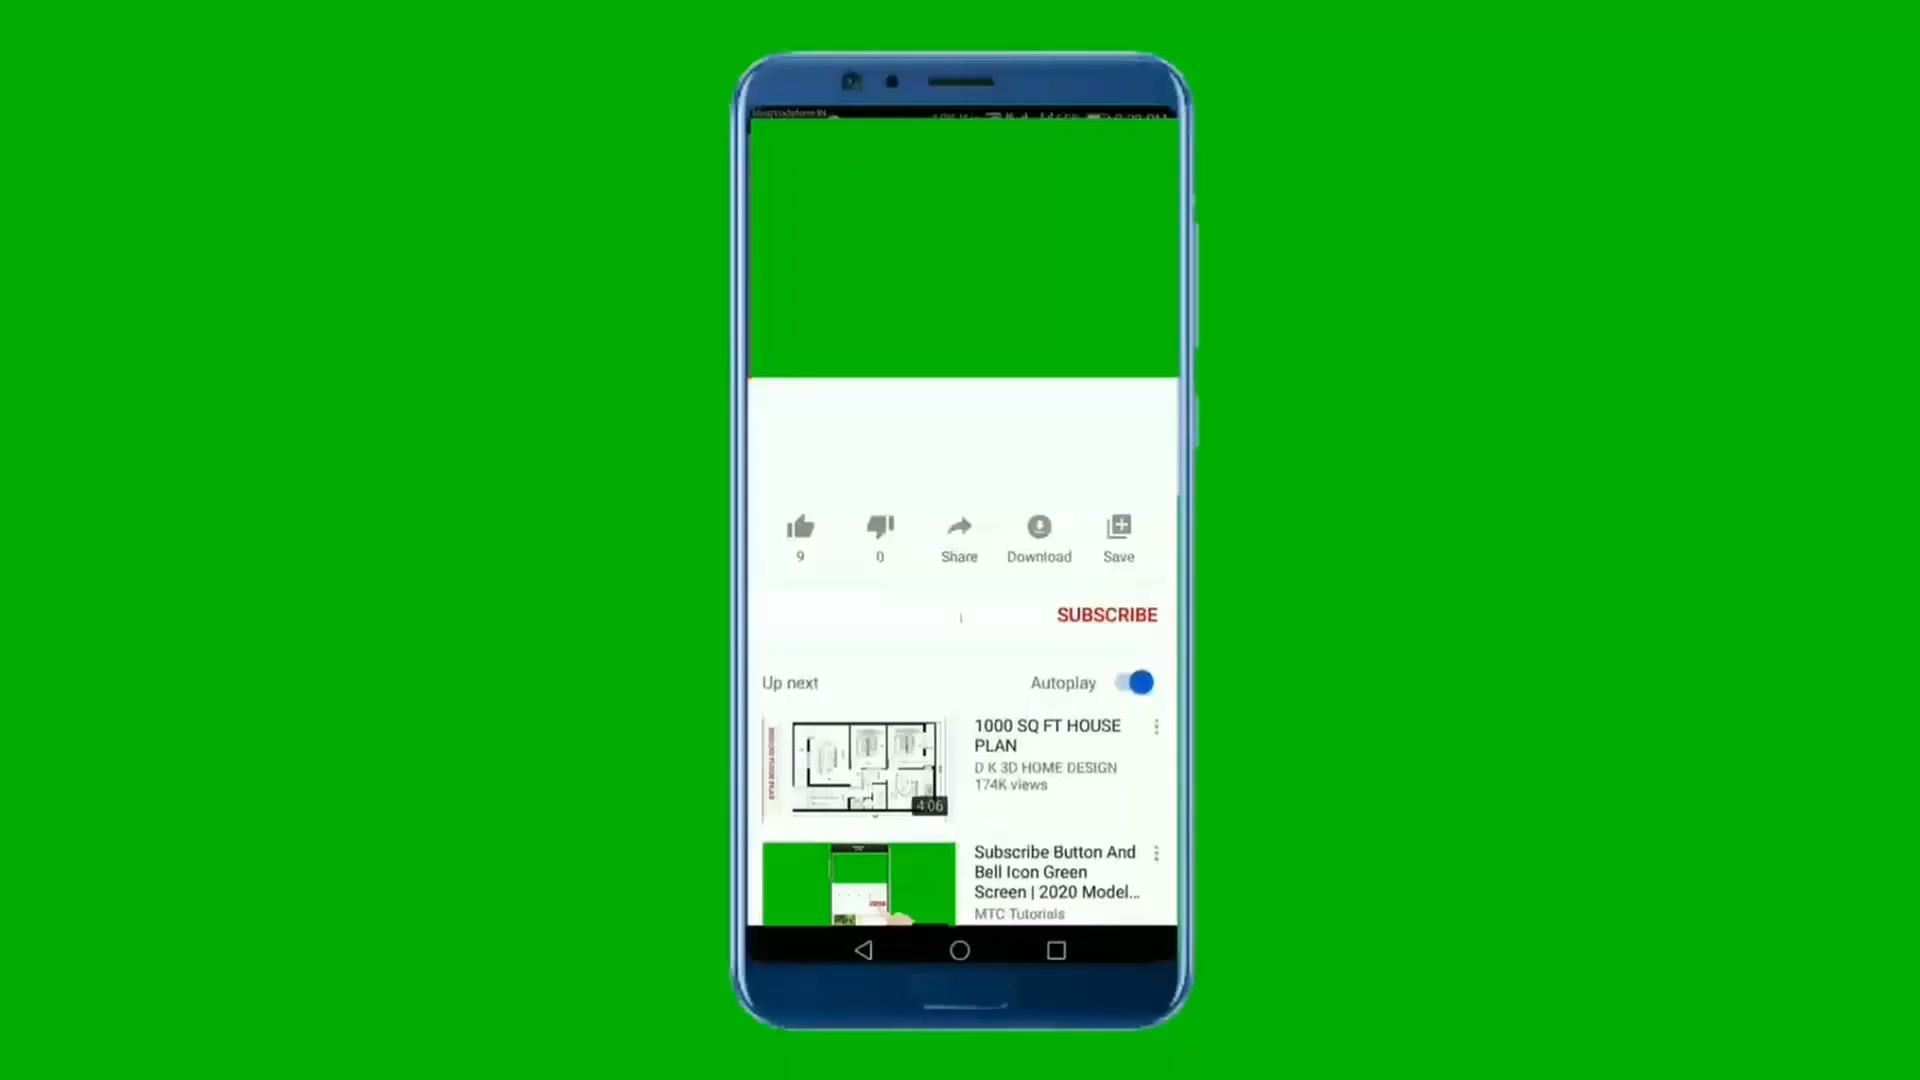 9
0
Share
Download
Save
SUBSCRIBE
Up next
Autoplay
1000 SQ FT HOUSE
PLAN
D K 3D HOME DESIGN
174K views
4:06
Subscribe Button And
Bell Icon Green
Screen | 2020 Model...
MTC Tutorials